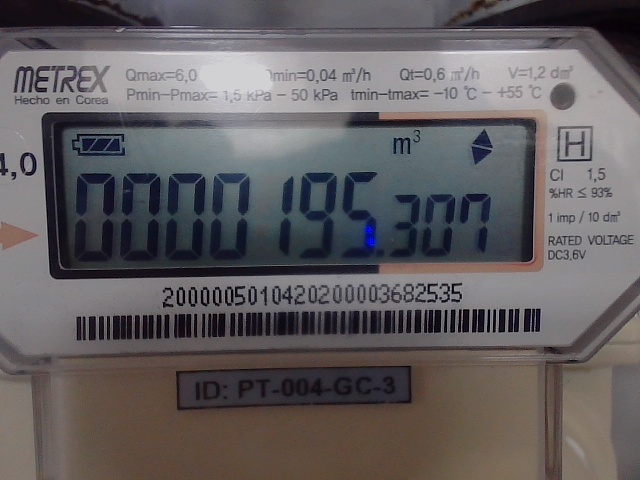 METREX
Hecho en Corea
Qmax=6,0 Qmin=0,04 m³/h Qt=0,6 m³/h V=1,2 dm³
Pmin-Pmax= 1,5 kPa - 50 kPa tmin-tmax= -10 °C - +55 °C
4,0
m³
0000195.307
H
Cl 1,5
%HR ≤ 93%
1 imp / 10 dm³
RATED VOLTAGE
DC3,6V
2000005010420200003682535
ID: PT-004-GC-3